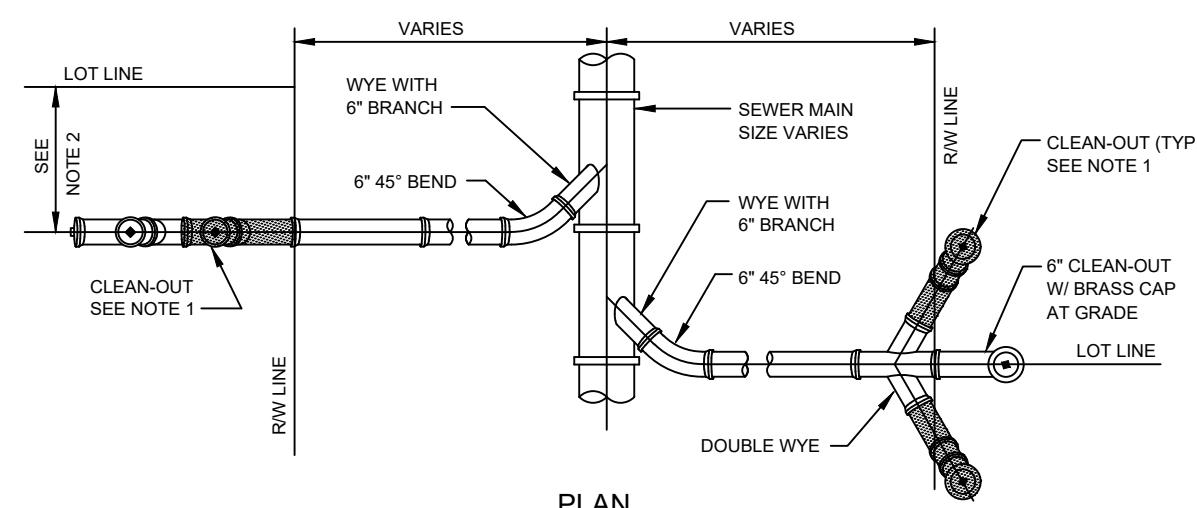 VARIES
VARIES
LOT LINE
WYE WITH
6" BRANCH
SEWER MAIN
SIZE VARIES
R/W LINE
CLEAN-OUT (TYP
SEE NOTE 1
SEE
NOTE 2
6" 45° BEND
WYE WITH
6" BRANCH
6" CLEAN-OUT
W/ BRASS CAP
AT GRADE
CLEAN-OUT
SEE NOTE 1
6" 45° BEND
LOT LINE
R/W LINE
DOUBLE WYE
PLAN